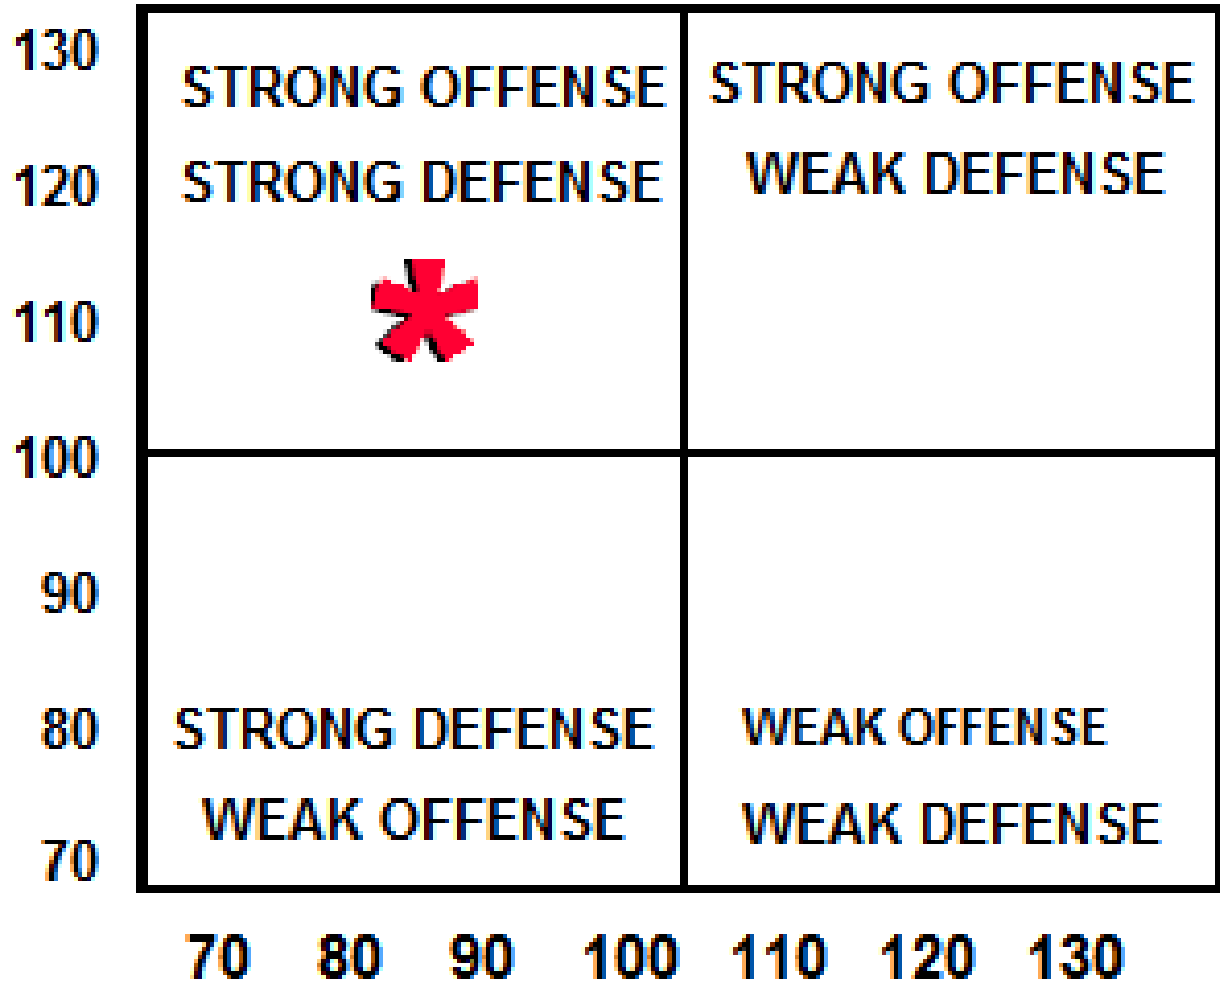 130
STRONG OFFENSE
STRONG OFFENSE
120
STRONG DEFENSE
WEAK DEFENSE
*
110
100
90
80
STRONG DEFENSE
WEAK OFFENSE
WEAK OFFENSE
WEAK DEFENSE
70
70 80 90 100 110 120 130